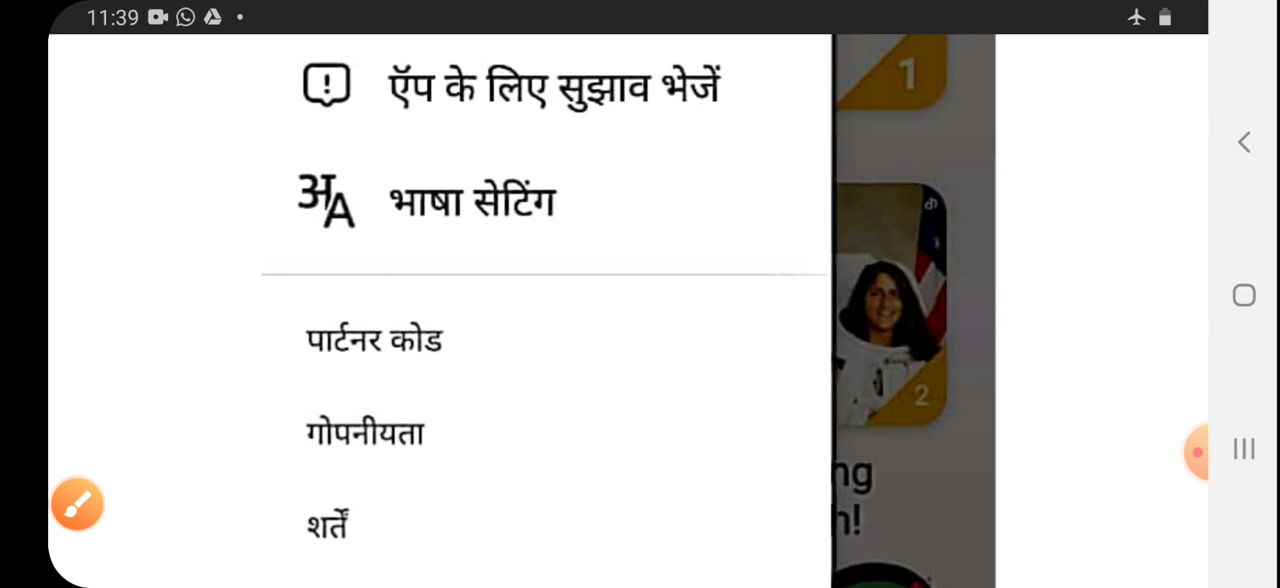 11:39
ऍप के लिए सुझाव भेजें
1
अ/A भाषा सेटिंग
पार्टनर कोड
2
गोपनीयता
ng
n!
शर्तें